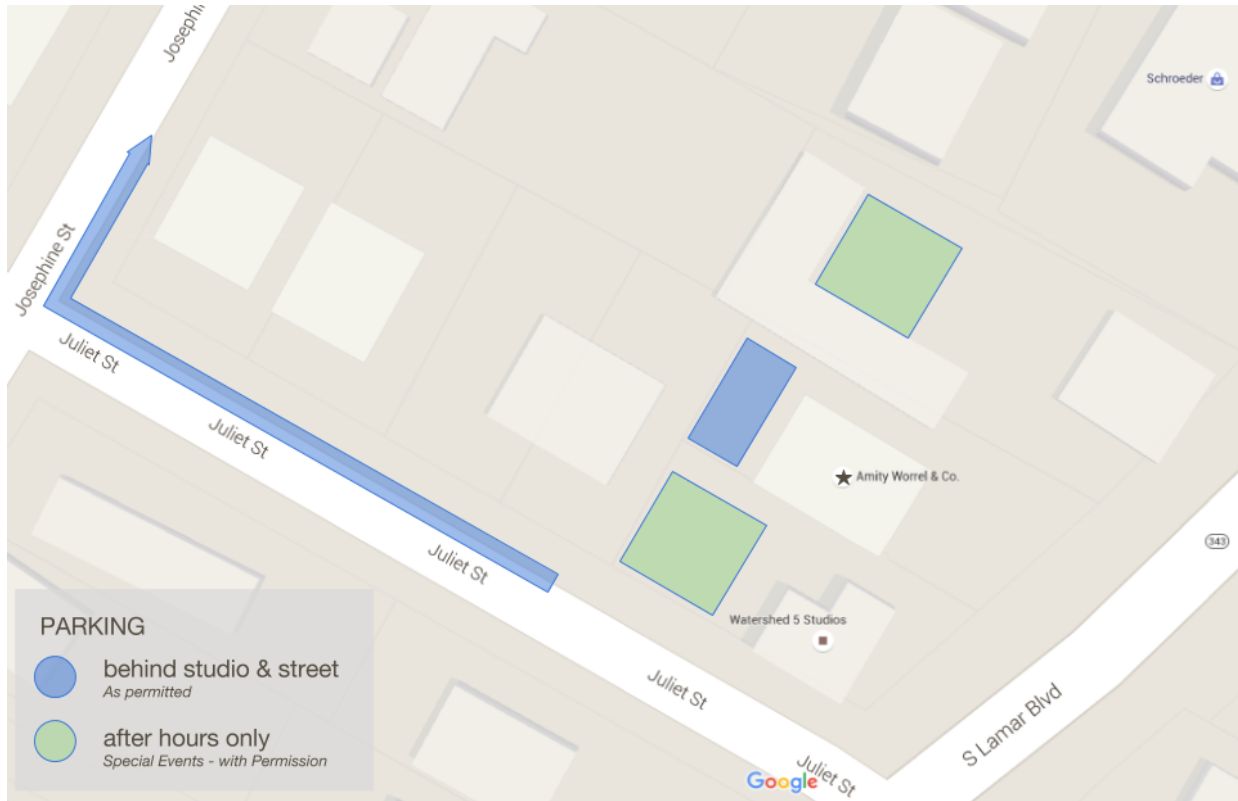 Josephin
Schroeder
Josephine St
Juliet St
Juliet St
Amity Worrel & Co.
343
Juliet St
Watershed 5 Studios
Juliet St
S Lamar Blvd
Juliet St
Google
PARKING
behind studio & street
As permitted
after hours only
Special Events - with Permission